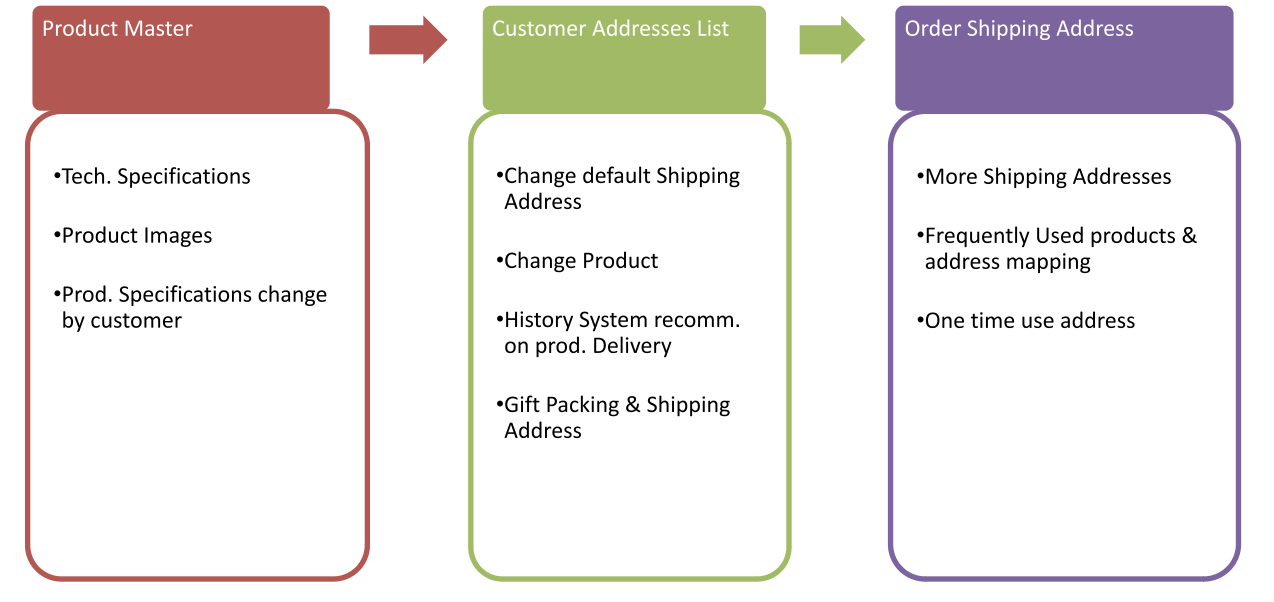 Product Master
•Tech. Specifications
•Product Images
•Prod. Specifications change
by customer
Customer Addresses List
•Change default Shipping
Address
•Change Product
•History System recomm.
on prod. Delivery
•Gift Packing & Shipping
Address
Order Shipping Address
•More Shipping Addresses
•Frequently Used products &
address mapping
•One time use address